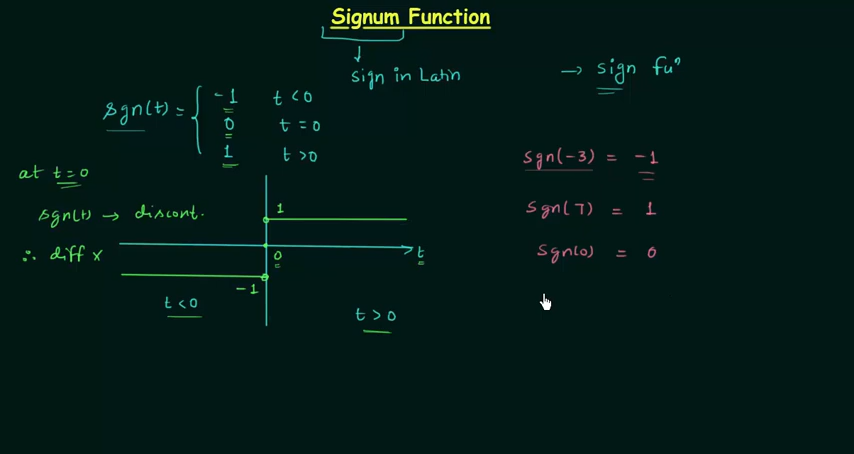 Signum Function
sign in Latin
→ sign fuⁿ
sgn(t) = { -1 t < 0
0 t = 0
1 t > 0
at t = 0
sgn(t) → discont.
∴ diff x
1
0
t
-1
t < 0
t > 0
sgn(-3) = -1
sgn(7) = 1
sgn(0) = 0